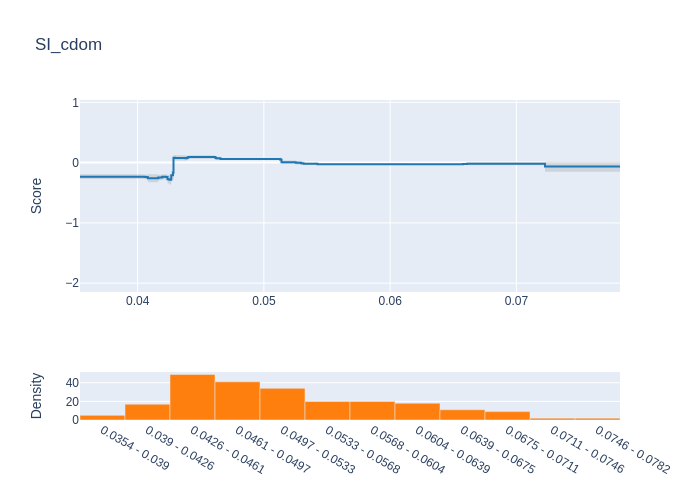 SI_cdom
Score
1
0
−1
−2
0.04
0.05
0.06
0.07
Density
40
20
0
0.0354 - 0.039
0.039 - 0.0426
0.0426 - 0.0461
0.0461 - 0.0497
0.0497 - 0.0533
0.0533 - 0.0568
0.0568 - 0.0604
0.0604 - 0.0639
0.0639 - 0.0675
0.0675 - 0.0711
0.0711 - 0.0746
0.0746 - 0.0782